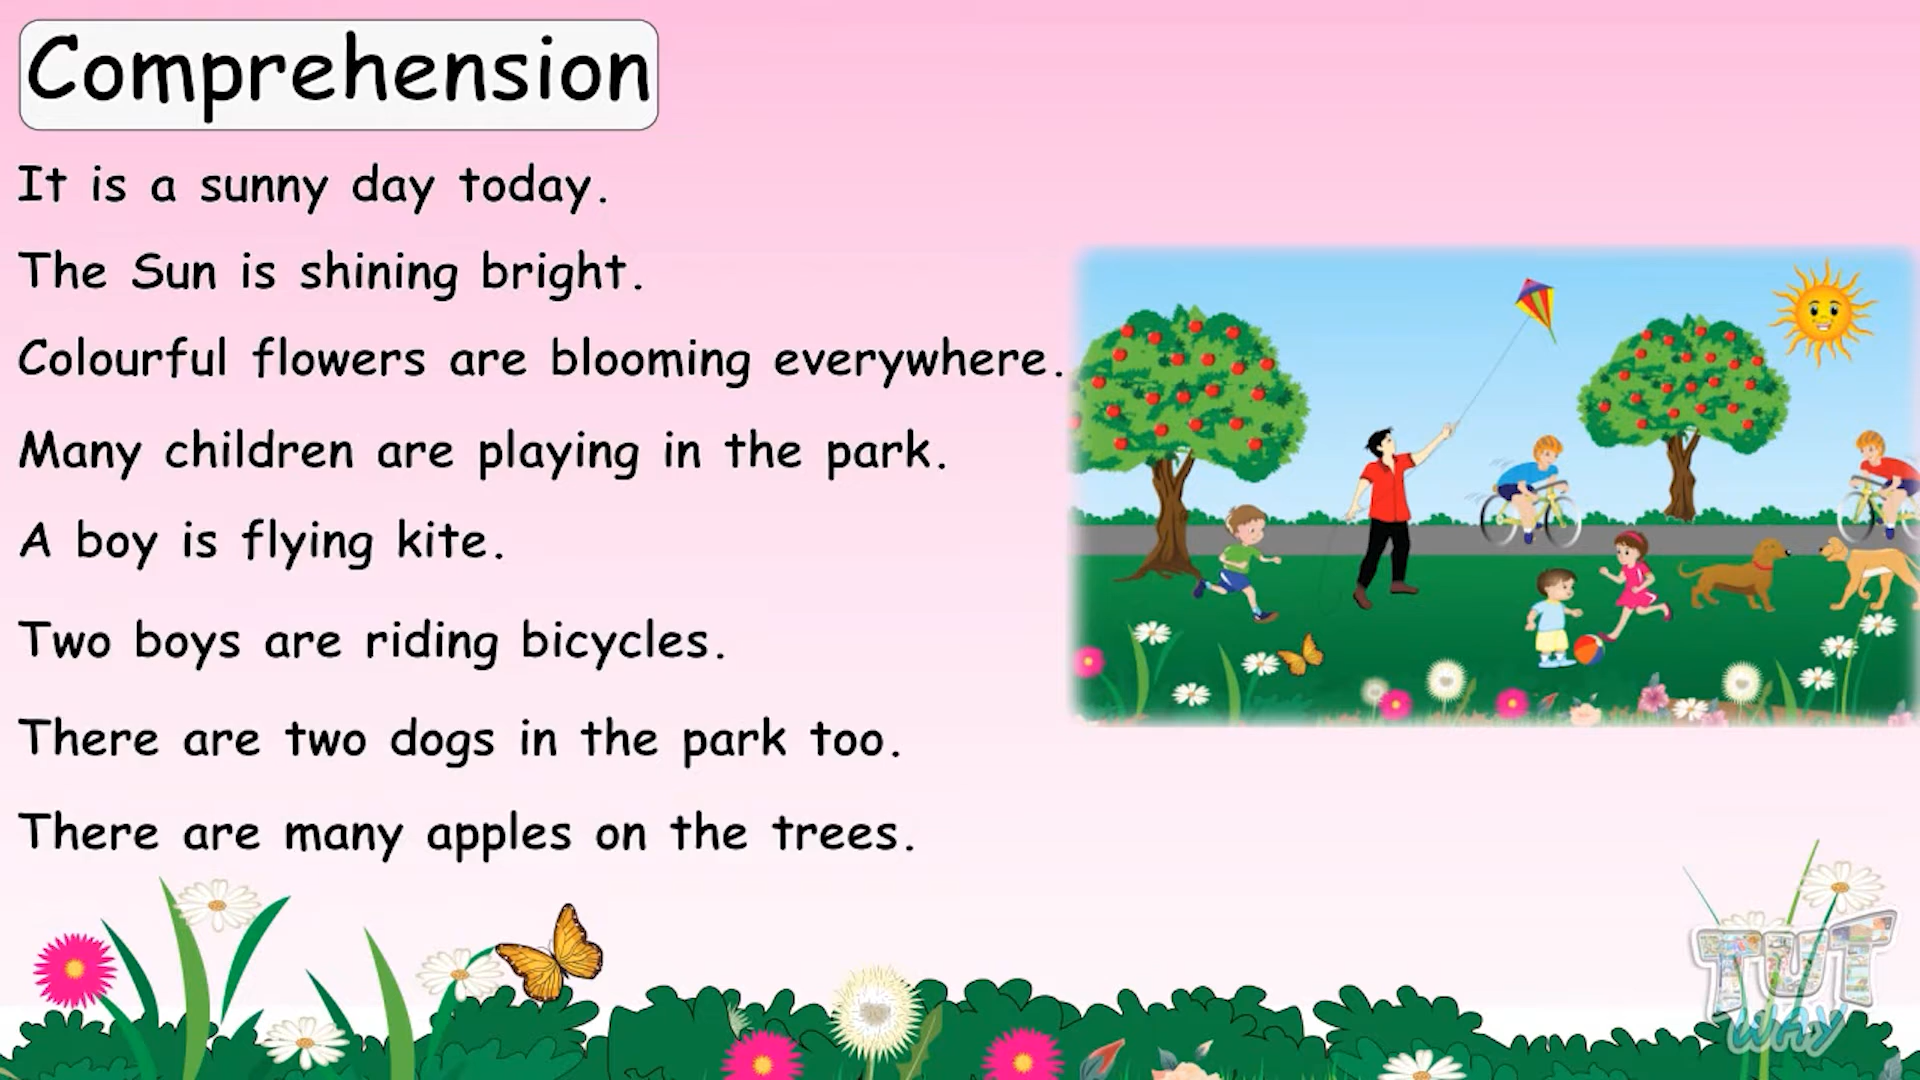 Comprehension
It is a sunny day today.
The Sun is shining bright.
Colourful flowers are blooming everywhere.
Many children are playing in the park.
A boy is flying kite.
Two boys are riding bicycles.
There are two dogs in the park too.
There are many apples on the trees.
TUT
WAY